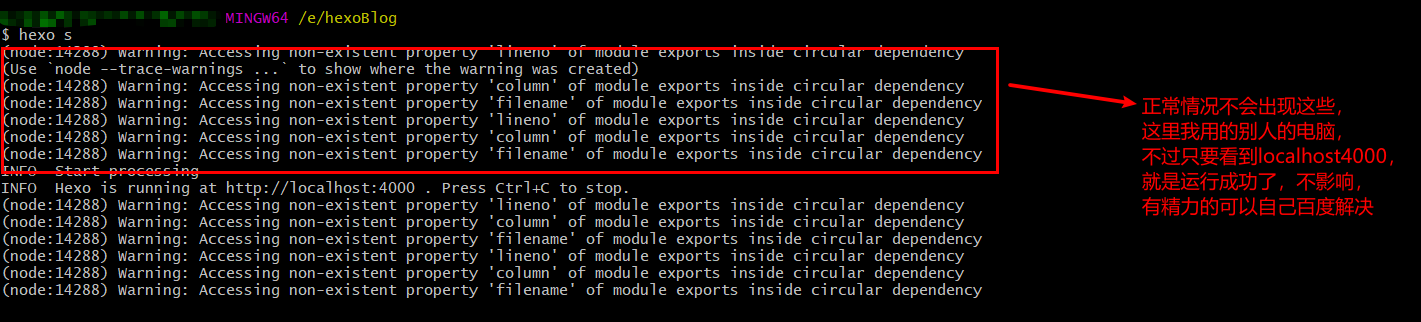 MINGW64 /e/hexoBlog
$ hexo s
(node:14288) Warning: Accessing non-existent property 'lineno' of module exports inside circular dependency
(Use `node --trace-warnings ...` to show where the warning was created)
(node:14288) Warning: Accessing non-existent property 'column' of module exports inside circular dependency
(node:14288) Warning: Accessing non-existent property 'filename' of module exports inside circular dependency
(node:14288) Warning: Accessing non-existent property 'lineno' of module exports inside circular dependency
(node:14288) Warning: Accessing non-existent property 'column' of module exports inside circular dependency
(node:14288) Warning: Accessing non-existent property 'filename' of module exports inside circular dependency
INFO  Start processing
INFO  Hexo is running at http://localhost:4000 . Press Ctrl+C to stop.
(node:14288) Warning: Accessing non-existent property 'lineno' of module exports inside circular dependency
(node:14288) Warning: Accessing non-existent property 'column' of module exports inside circular dependency
(node:14288) Warning: Accessing non-existent property 'filename' of module exports inside circular dependency
(node:14288) Warning: Accessing non-existent property 'lineno' of module exports inside circular dependency
(node:14288) Warning: Accessing non-existent property 'column' of module exports inside circular dependency
(node:14288) Warning: Accessing non-existent property 'filename' of module exports inside circular dependency
正常情况不会出现这些，
这里我用的别人的电脑，
不过只要看到localhost4000，
就是运行成功了，不影响，
有精力的可以自己百度解决